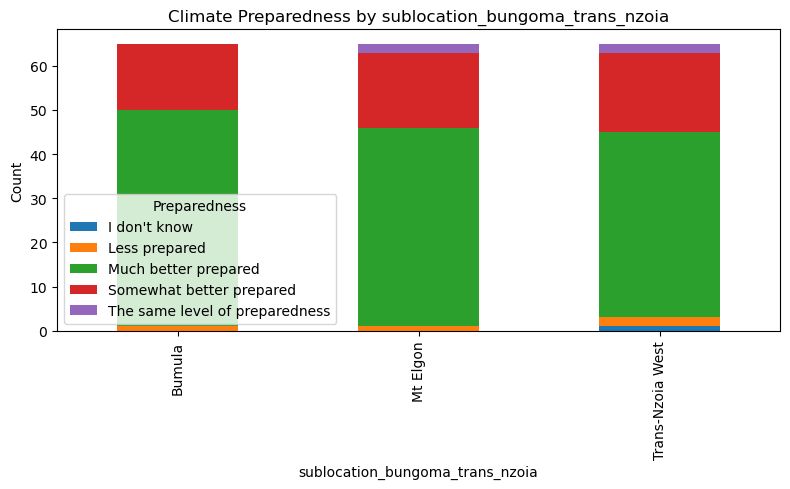 Climate Preparedness by sublocation_bungoma_trans_nzoia
Count
60
50
40
30
20
10
0
Preparedness
I don't know
Less prepared
Much better prepared
Somewhat better prepared
The same level of preparedness
Bumula
Mt Elgon
Trans-Nzoia West
sublocation_bungoma_trans_nzoia